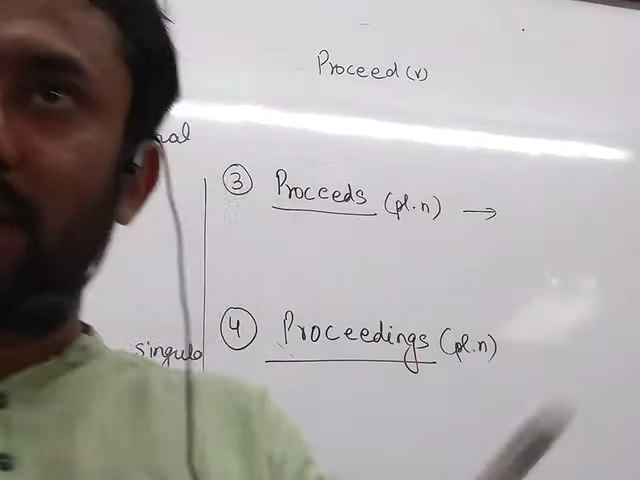 Proceed (v)
③ Proceeds (pl.n) →
④ Proceedings (pl.n)